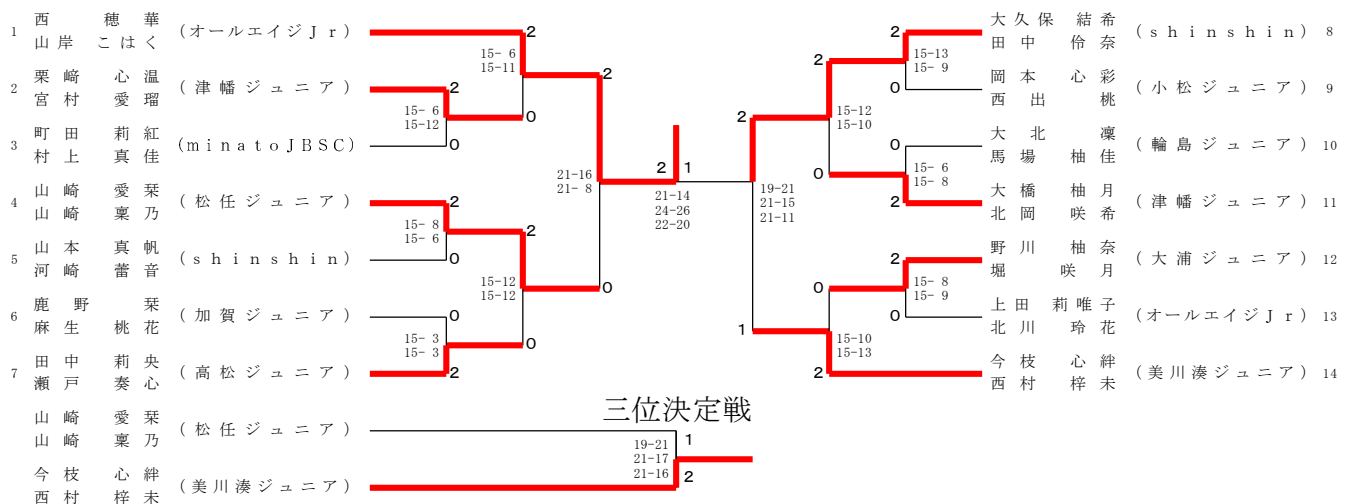 1 西 穂華 (オールエイジJr)
山岸 こはく
2 栗﨑 心温 (津幡ジュニア)
宮村 愛瑠
3 町田 莉紅 (minatoJBSC)
村上 真佳
4 山崎 愛栞 (松任ジュニア)
山崎 稟乃
5 山本 真帆 (shinshin)
河崎 蕾音
6 鹿野 栞 (加賀ジュニア)
麻生 桃花
7 田中 莉央 (高松ジュニア)
瀬戸 奏心
2
15- 6
15-11
0
2
15- 6
15-12
0
2
15- 8
15- 6
0
2
15-12
15-12
0
0
15- 3
15- 3
2
2
21-16
21- 8
0
2 1
21-14
24-26
22-20
2
19-21
21-15
21-11
1
2
15-12
15-10
0
2
15-13
15- 9
0
0
15- 6
15- 8
2
2
15- 8
15- 9
0
0
15-10
15-13
2
大久保 結希 (shinshin) 8
田中 伶奈
岡本 心彩 (小松ジュニア) 9
西出 桃
大北 凜 (輪島ジュニア) 10
馬場 柚佳
大橋 柚月 (津幡ジュニア) 11
北岡 咲希
野川 柚奈 (大浦ジュニア) 12
堀 咲月
上田 莉唯子 (オールエイジJr) 13
北川 玲花
今枝 心絆 (美川湊ジュニア) 14
西村 梓未
三位決定戦
山崎 愛栞 (松任ジュニア)
山崎 稟乃
1
19-21
21-17
21-16
2
今枝 心絆 (美川湊ジュニア)
西村 梓未